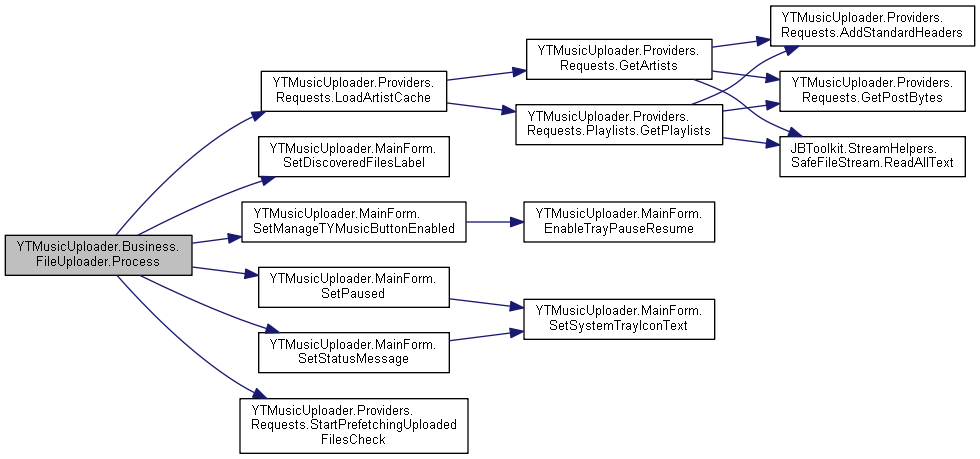 YTMusicUploader.Business.
FileUploader.Process
YTMusicUploader.Providers.
Requests.LoadArtistCache
YTMusicUploader.MainForm.
SetDiscoveredFilesLabel
YTMusicUploader.MainForm.
SetManageTYMusicButtonEnabled
YTMusicUploader.MainForm.
SetPaused
YTMusicUploader.MainForm.
SetStatusMessage
YTMusicUploader.Providers.
Requests.StartPrefetchingUploaded
FilesCheck
YTMusicUploader.Providers.
Requests.GetArtists
YTMusicUploader.Providers.
Requests.Playlists.GetPlaylists
YTMusicUploader.MainForm.
EnableTrayPauseResume
YTMusicUploader.MainForm.
SetSystemTrayIconText
YTMusicUploader.Providers.
Requests.AddStandardHeaders
YTMusicUploader.Providers.
Requests.GetPostBytes
JBToolkit.StreamHelpers.
SafeFileStream.ReadAllText